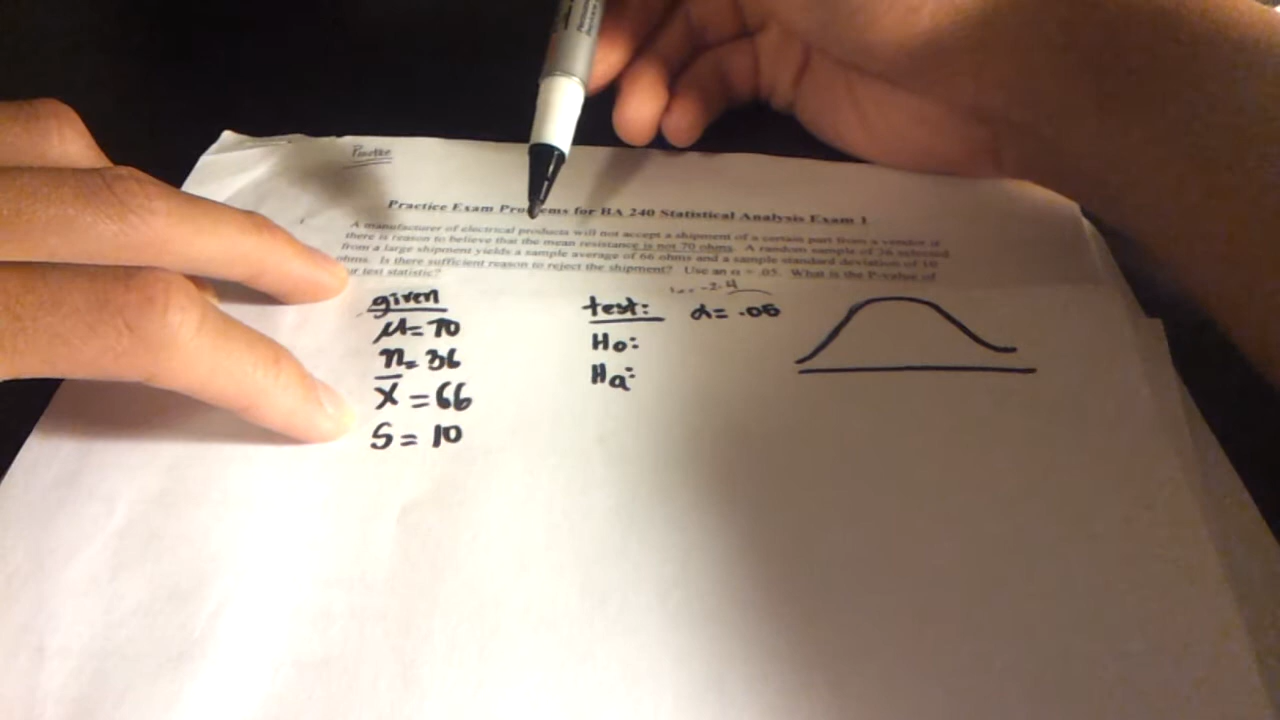 Practice
Practice Exam Problems for BA 240 Statistical Analysis Exam 1
A manufacturer of electrical products will not accept a shipment of a certain part from a vendor if
there is reason to believe that the mean resistance is not 70 ohms. A random sample of 36 selected
from a large shipment yields a sample average of 66 ohms and a sample standard deviation of 10
ohms. Is there sufficient reason to reject the shipment? Use an α = .05. What is the P-value of
test statistic?
= -2.4
given
μ= 70
n= 36
X̄ = 66
S = 10
test: α= .05
Ho:
Ha: